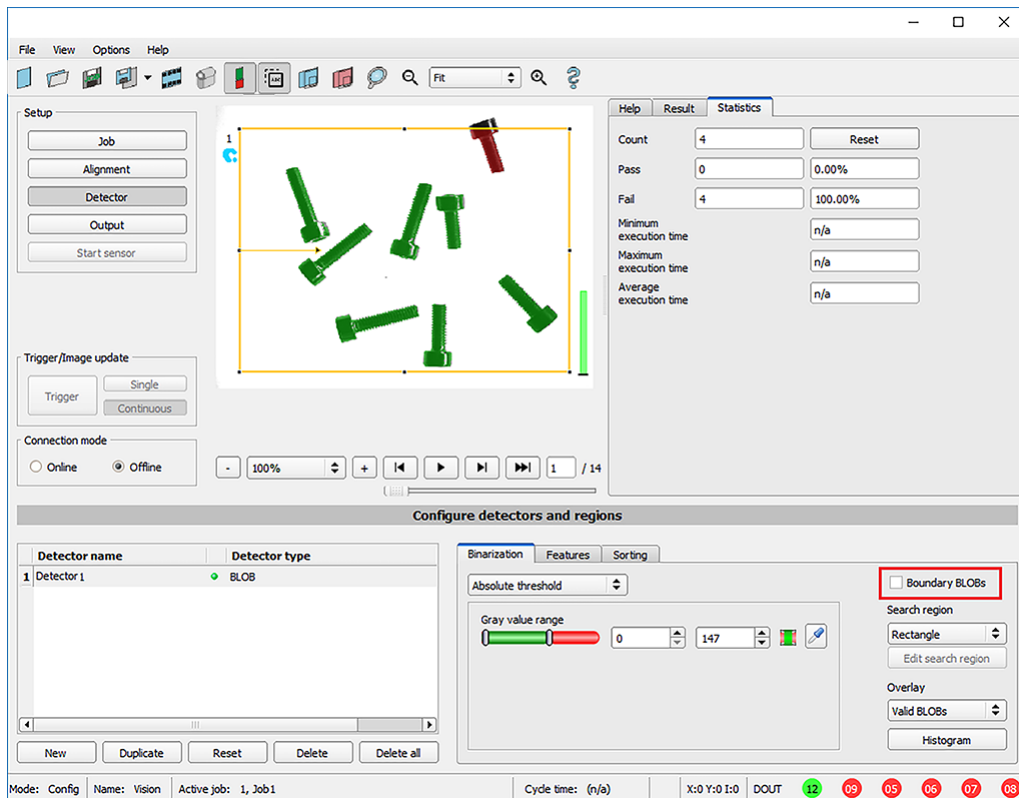 File View Options Help
Fit
Setup
Job
Alignment
Detector
Output
Start sensor
1
Trigger/Image update
Trigger
Single
Continuous
Connection mode
Online Offline
- 100% + 1 / 14
Help Result Statistics
Count 4 Reset
Pass 0 0.00%
Fail 4 100.00%
Minimum
execution time n/a
Maximum
execution time n/a
Average
execution time n/a
Configure detectors and regions
Detector name Detector type
1 Detector1 BLOB
New Duplicate Reset Delete Delete all
Binarization Features Sorting
Absolute threshold
Gray value range
0 147
Boundary BLOBs
Search region
Rectangle
Edit search region
Overlay
Valid BLOBs
Histogram
Mode: Config Name: Vision Active job: 1, Job1 Cycle time: (n/a) X:0 Y:0 I:0 DOUT 12 09 05 06 07 08